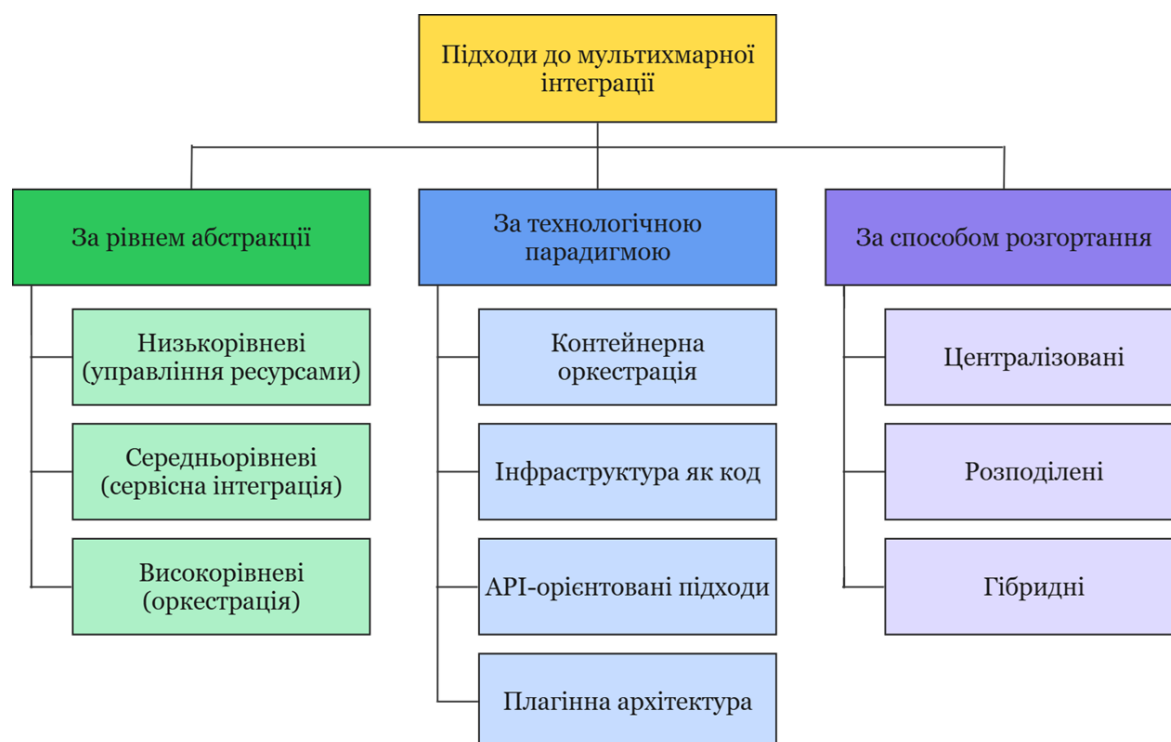 Підходи до мультихмарної
інтеграції
За рівнем абстракції
Низькорівневі
(управління ресурсами)
Середньорівневі
(сервісна інтеграція)
Високорівневі
(оркестрація)
За технологічною
парадигмою
Контейнерна
оркестрація
Інфраструктура як код
API-орієнтовані підходи
Плагінна архітектура
За способом розгортання
Централізовані
Розподілені
Гібридні